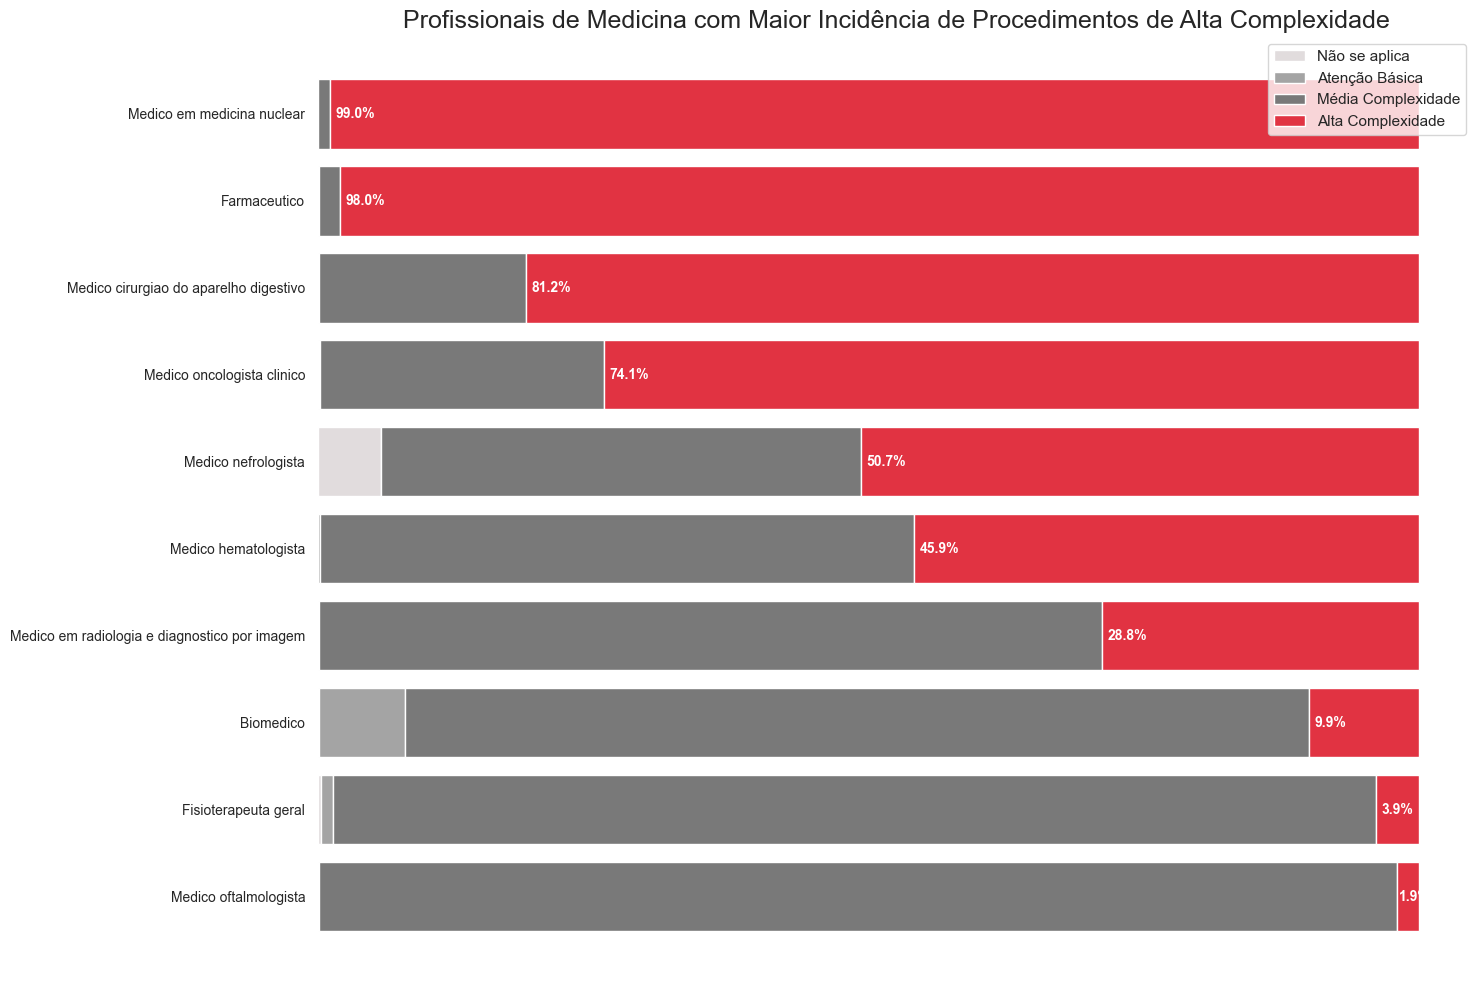 Profissionais de Medicina com Maior Incidência de Procedimentos de Alta Complexidade
Não se aplica
Atenção Básica
Média Complexidade
Alta Complexidade
Medico em medicina nuclear
99.0%
Farmaceutico
98.0%
Medico cirurgiao do aparelho digestivo
81.2%
Medico oncologista clinico
74.1%
Medico nefrologista
50.7%
Medico hematologista
45.9%
Medico em radiologia e diagnostico por imagem
28.8%
Biomedico
9.9%
Fisioterapeuta geral
3.9%
Medico oftalmologista
1.9%